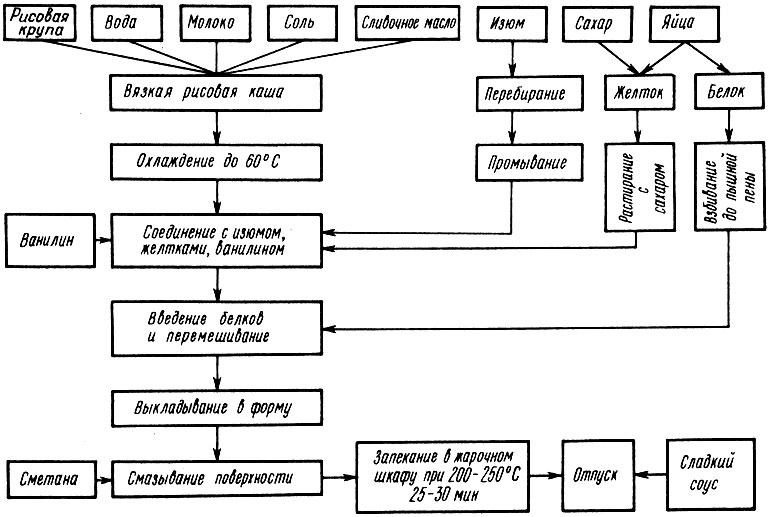 Рисовая
крупа
Вода
Молоко
Соль
Сливочное масло
Изюм
Сахар
Яйца
Вязкая рисовая каша
Перебирание
Желток
Белок
Охлаждение до 60°С
Промывание
Растирание
с
сахаром
Взбивание
до пышной
пены
Ванилин
Соединение с изюмом,
желтками, ванилином
Введение белков
и перемешивание
Выкладывание в форму
Сметана
Смазывание поверхности
Запекание в жарочном
шкафу при 200-250°С
25-30 мин
Отпуск
Сладкий
соус